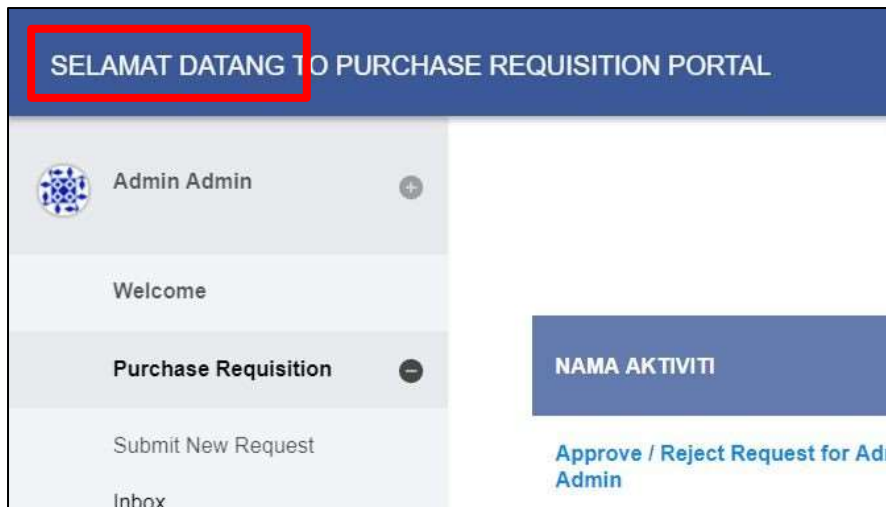 SELAMAT DATANG TO PURCHASE REQUISITION PORTAL
Admin Admin
Welcome
Purchase Requisition
Submit New Request
Inbox
NAMA AKTIVITI
Approve / Reject Request for
Admin